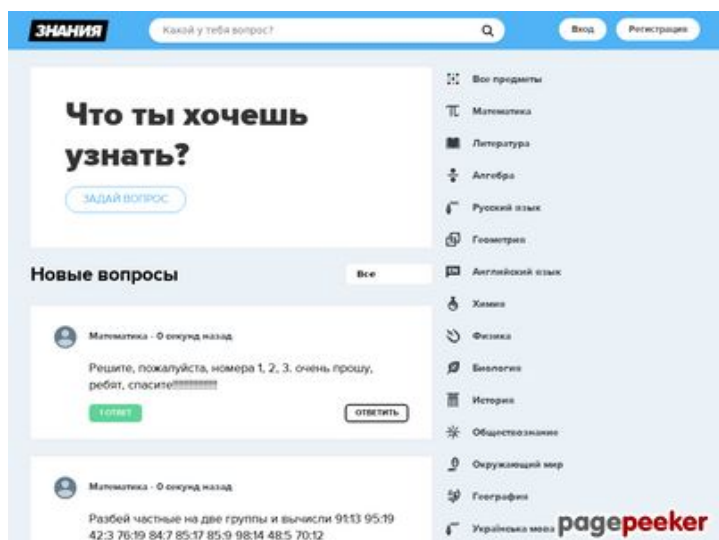 ЗНАНИЯ
Какой у тебя вопрос?
Вход
Регистрация
Что ты хочешь
узнать?
ЗАДАЙ ВОПРОС
Новые вопросы
Все
Математика - 0 секунд назад
Решите, пожалуйста, номера 1, 2, 3. очень прошу,
ребят, спасите!!!!!!!!!!!!!!!!!
1 ОТВЕТ
ОТВЕТИТЬ
Математика - 0 секунд назад
Разбей частные на две группы и вычисли 91:13 95:19
42:3 76:19 84:7 85:17 85:9 98:14 48:5 70:12
Все предметы
Математика
Литература
Алгебра
Русский язык
Геометрия
Английский язык
Химия
Физика
Биология
История
Обществознание
Окружающий мир
География
Українська мова
pagepeeker